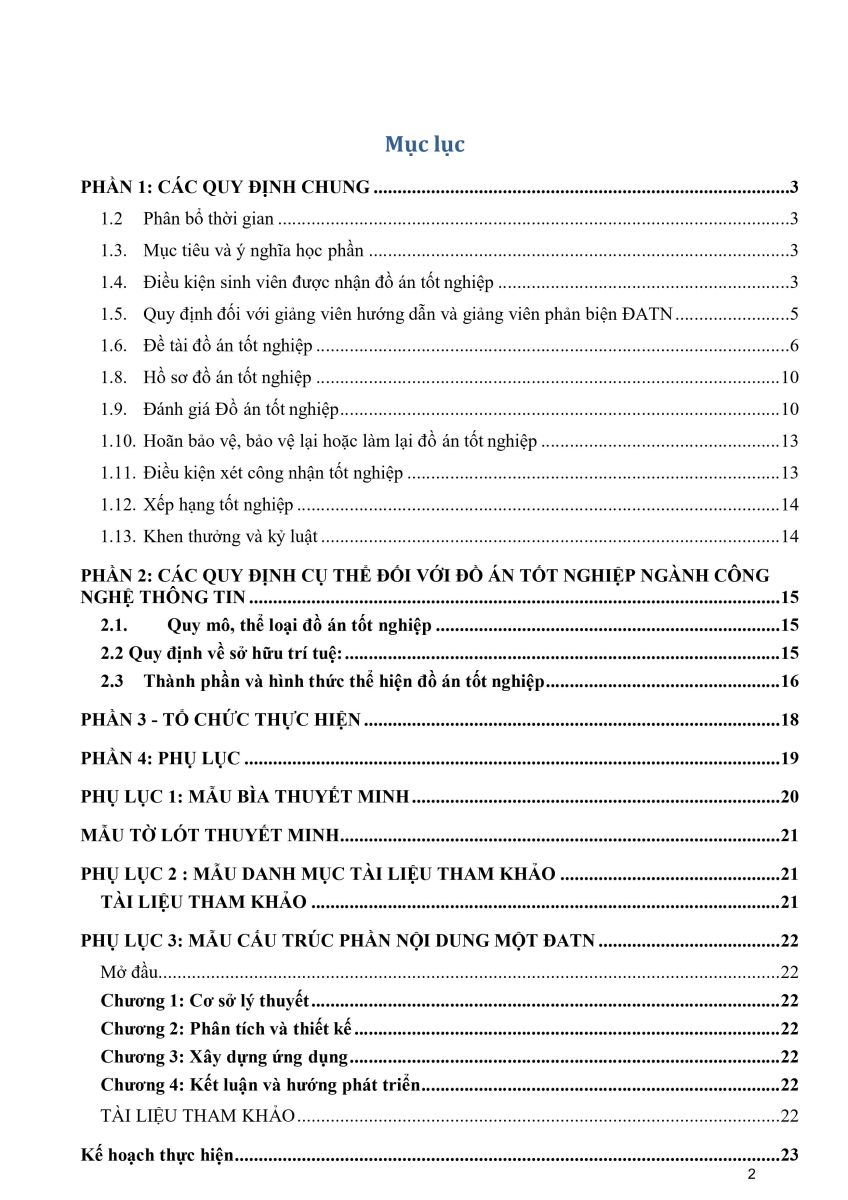 Mục lục
PHẦN 1: CÁC QUY ĐỊNH CHUNG........3
1.2 Phân bổ thời gian........3
1.3. Mục tiêu và ý nghĩa học phần........3
1.4. Điều kiện sinh viên được nhận đồ án tốt nghiệp........3
1.5. Quy định đối với giảng viên hướng dẫn và giảng viên phản biện ĐATN........5
1.6. Đề tài đồ án tốt nghiệp........6
1.8. Hồ sơ đồ án tốt nghiệp........10
1.9. Đánh giá Đồ án tốt nghiệp........10
1.10. Hoãn bảo vệ, bảo vệ lại hoặc làm lại đồ án tốt nghiệp........13
1.11. Điều kiện xét công nhận tốt nghiệp........13
1.12. Xếp hạng tốt nghiệp........14
1.13. Khen thưởng và kỷ luật........14
PHẦN 2: CÁC QUY ĐỊNH CỤ THỂ ĐỐI VỚI ĐỒ ÁN TỐT NGHIỆP NGÀNH CÔNG
NGHỆ THÔNG TIN........15
2.1. Quy mô, thể loại đồ án tốt nghiệp........15
2.2 Quy định về sở hữu trí tuệ:........15
2.3 Thành phần và hình thức thể hiện đồ án tốt nghiệp........16
PHẦN 3 - TỔ CHỨC THỰC HIỆN........18
PHẦN 4: PHỤ LỤC........19
PHỤ LỤC 1: MẪU BÌA THUYẾT MINH........20
MẪU TỜ LÓT THUYẾT MINH........21
PHỤ LỤC 2 : MẪU DANH MỤC TÀI LIỆU THAM KHẢO........21
TÀI LIỆU THAM KHẢO........21
PHỤ LỤC 3: MẪU CẤU TRÚC PHẦN NỘI DUNG MỘT ĐATN........22
Mở đầu........22
Chương 1: Cơ sở lý thuyết........22
Chương 2: Phân tích và thiết kế........22
Chương 3: Xây dựng ứng dụng........22
Chương 4: Kết luận và hướng phát triển........22
TÀI LIỆU THAM KHẢO........22
Kế hoạch thực hiện........23
2